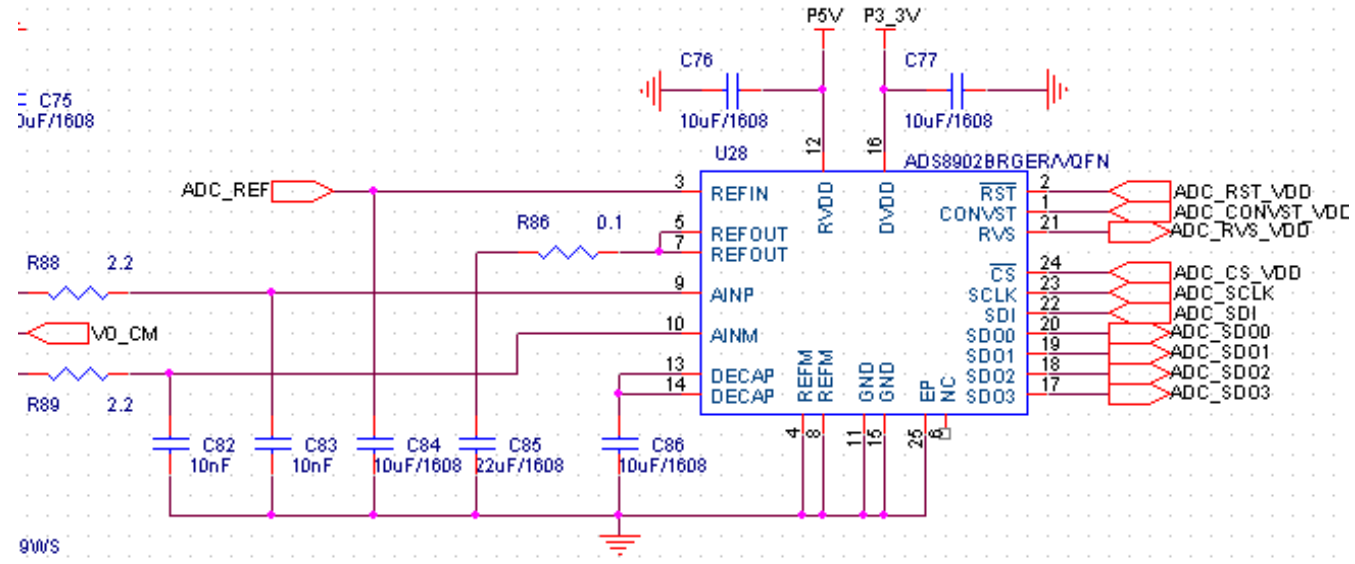 P5V P3_3V
C76 C77
C75
0uF/1608
10uF/1608 10uF/1608
12 16
U28 ADS8902BRGER/VQFN
ADC_REF 3 REFIN RVDD DVDD RST 2 ADC_RST_VDD
CONVST 1 ADC_CONVST_VDD
R86 0.1 5 REFOUT RVS 21 ADC_RVS_VDD
7 REFOUT
R88 2.2 CS 24 ADC_CS_VDD
9 AINP SCLK 23 ADC_SCLK
SDI 22 ADC_SDI
VO_CM 10 AINM SDO0 20 ADC_SDO0
SDO1 19 ADC_SDO1
13 DECAP REFM REFM GND GND EP NC SDO2 18 ADC_SDO2
14 DECAP SDO3 17 ADC_SDO3
R89 2.2
4 8 11 15 25 6
C82 C83 C84 C85 C86
10nF 10nF 10uF/1608 22uF/1608 10uF/1608
9WS